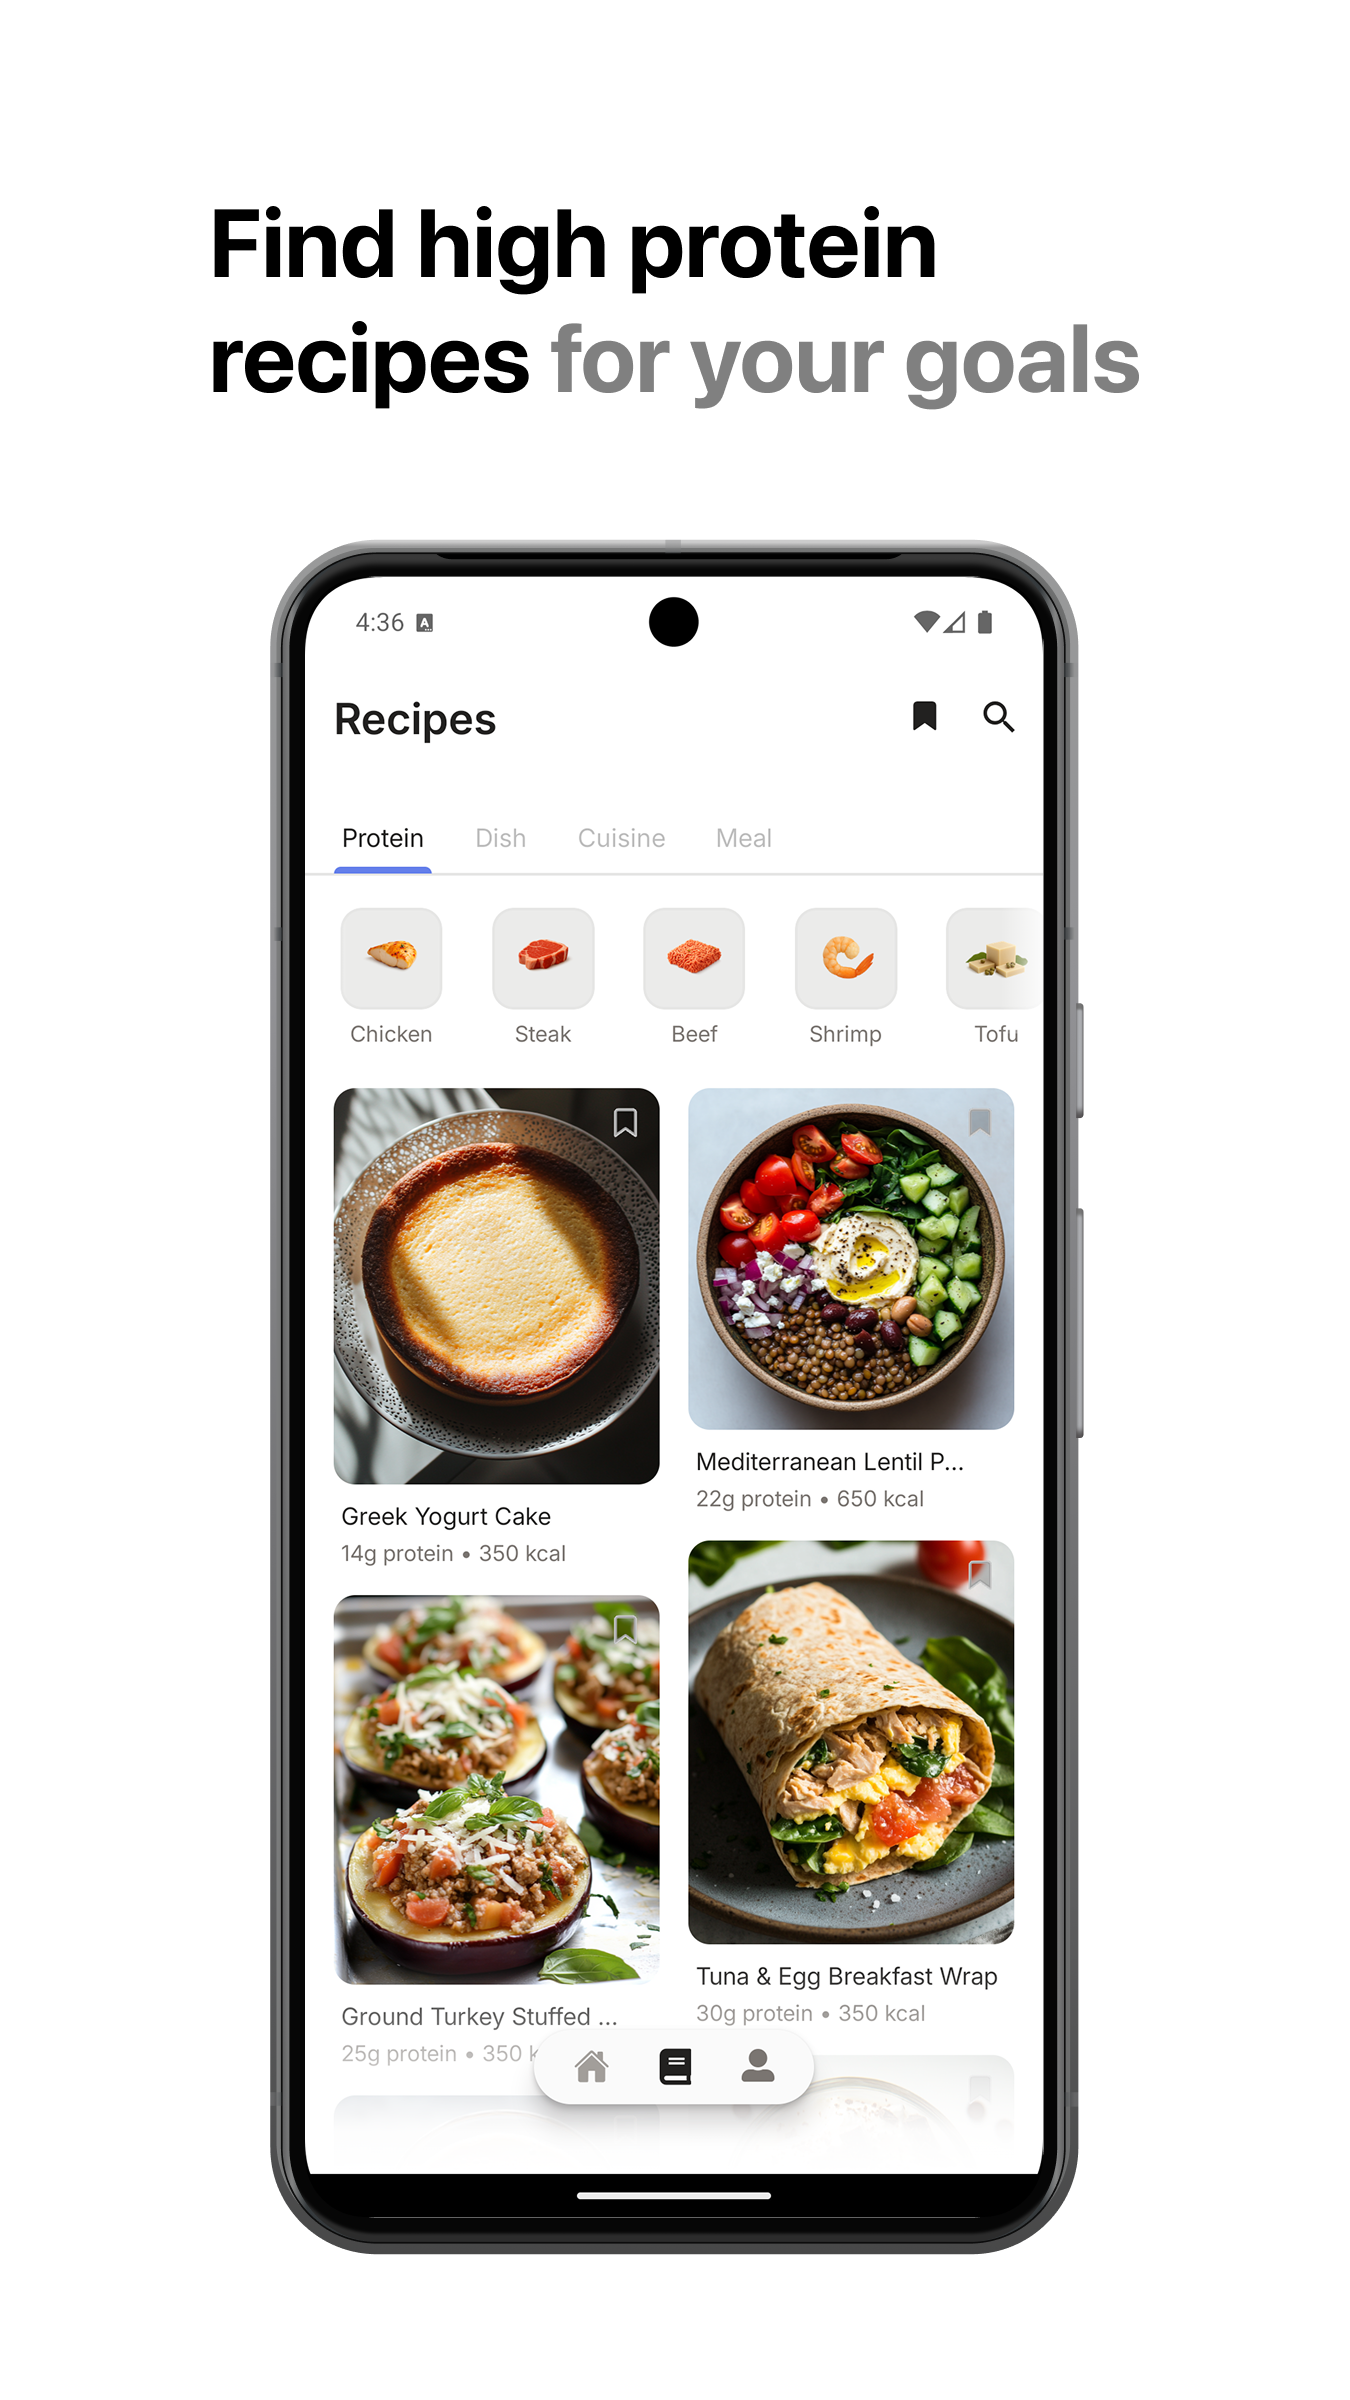 Find high protein
recipes for your goals
4:36
Recipes
Protein Dish Cuisine Meal
Chicken Steak Beef Shrimp Tofu
Greek Yogurt Cake
14g protein • 350 kcal
Mediterranean Lentil P...
22g protein • 650 kcal
Ground Turkey Stuffed ...
25g protein • 350 k
Tuna & Egg Breakfast Wrap
30g protein • 350 kcal